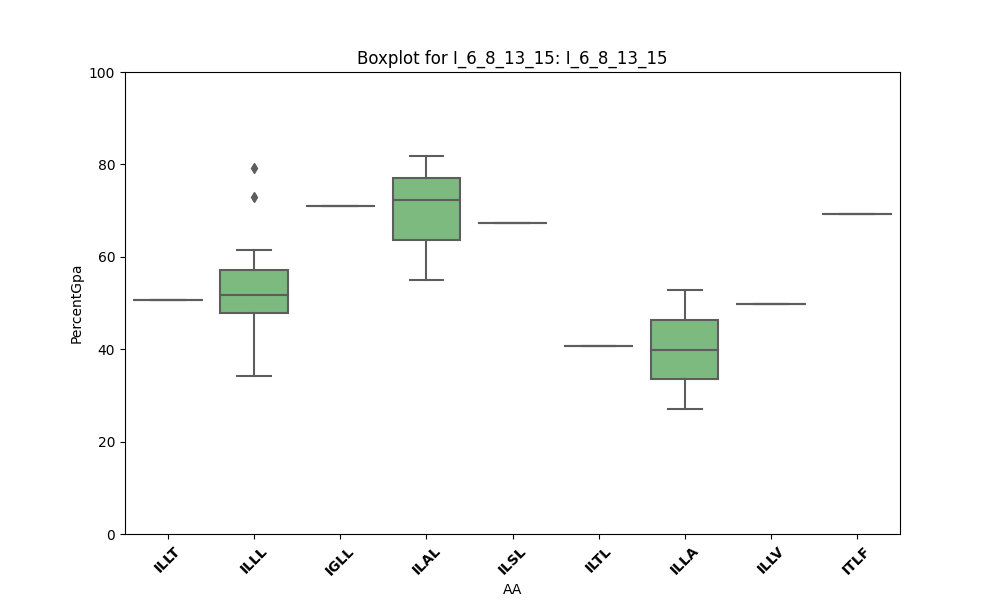 Boxplot for I_6_8_13_15: I_6_8_13_15
100
80
60
40
20
0
PercentGpa
ILLT
ILLL
IGLL
ILAL
ILSL
ILTL
ILLA
ILLV
ITLF
AA